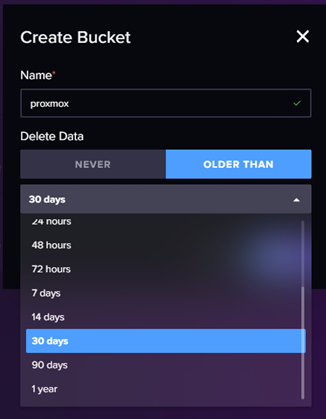 Create Bucket
Name*
proxmox
Delete Data
NEVER
OLDER THAN
30 days
24 hours
48 hours
72 hours
7 days
14 days
30 days
90 days
1 year